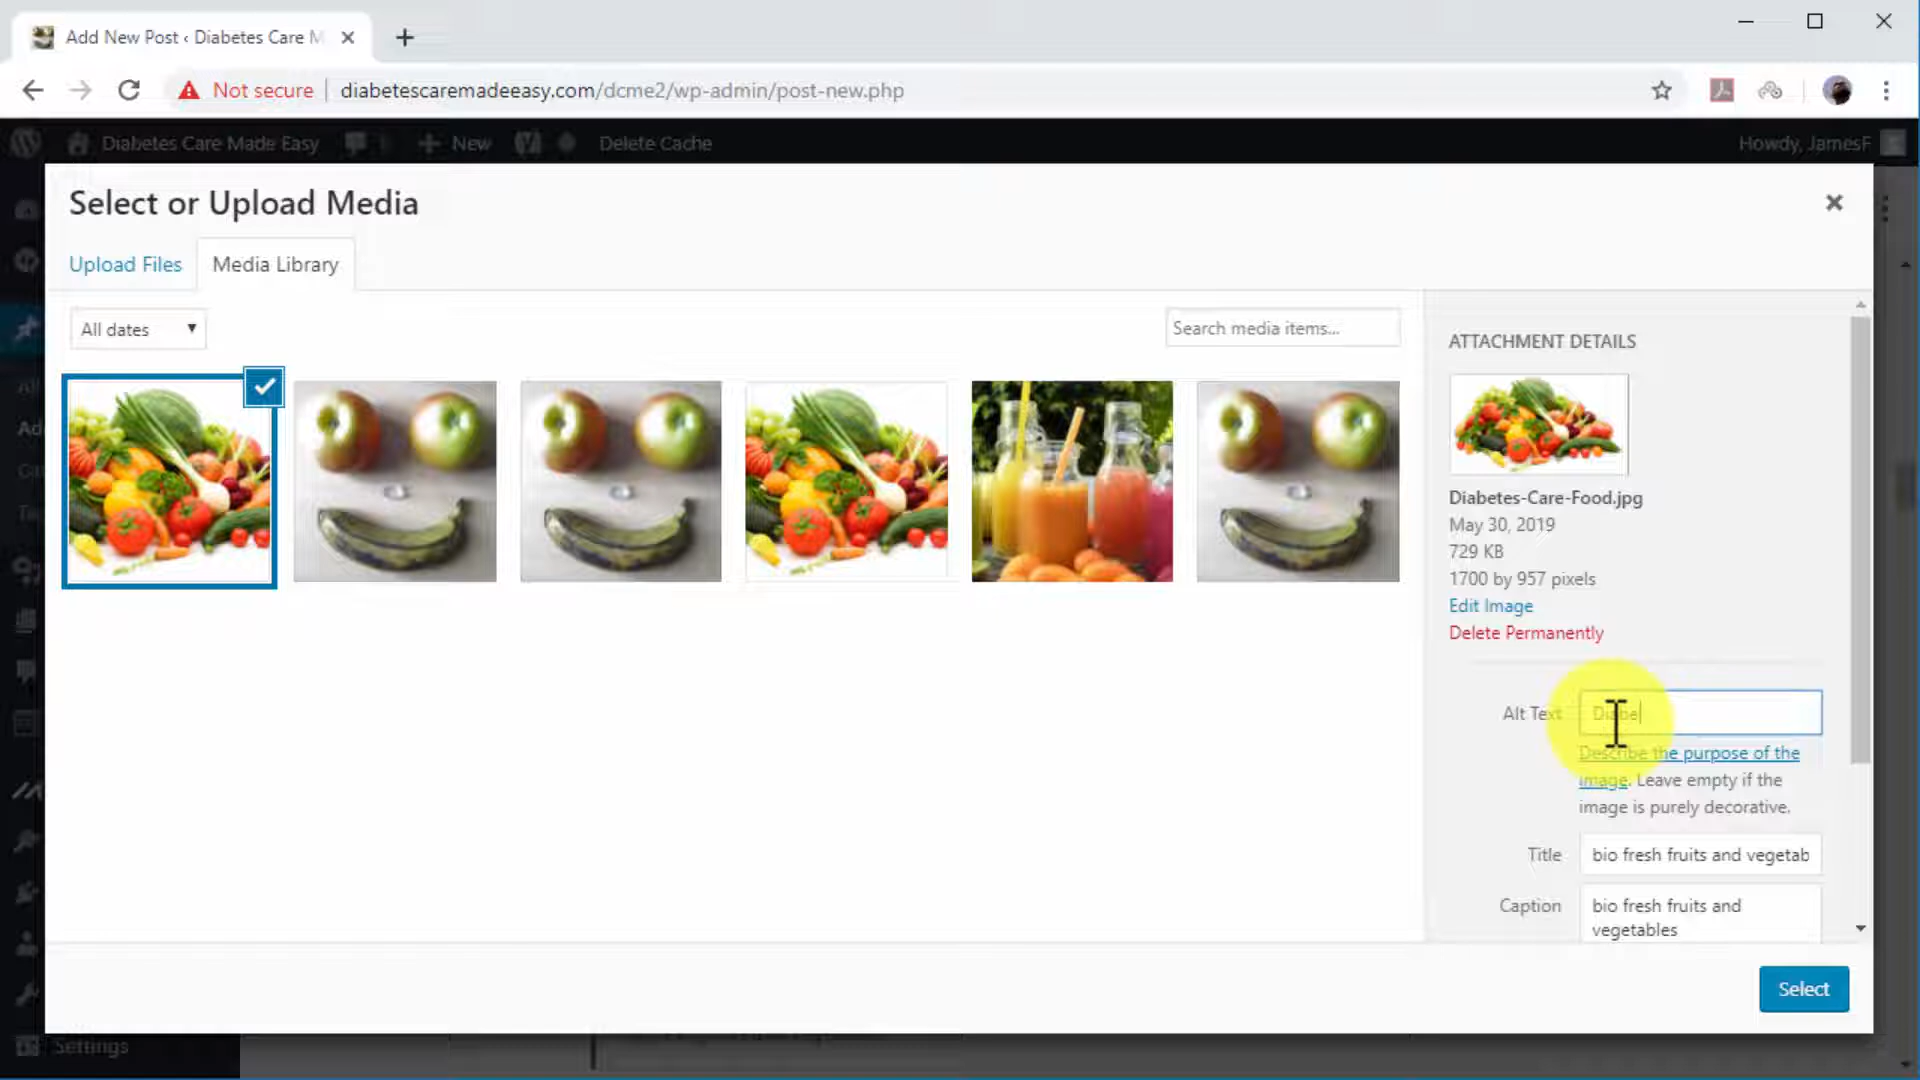 Add New Post ‹ Diabetes Care M
Not secure
diabetescaremadeeasy.com/dcme2/wp-admin/post-new.php
Diabetes Care Made Easy
New
Delete Cache
Howdy, JamesF
Select or Upload Media
Upload Files
Media Library
All dates
Search media items...
ATTACHMENT DETAILS
Diabetes-Care-Food.jpg
May 30, 2019
729 KB
1700 by 957 pixels
Edit Image
Delete Permanently
Alt Text
Diabe
Describe the purpose of the
image. Leave empty if the
image is purely decorative.
Title
bio fresh fruits and vegetab
Caption
bio fresh fruits and
vegetables
Select
Settings